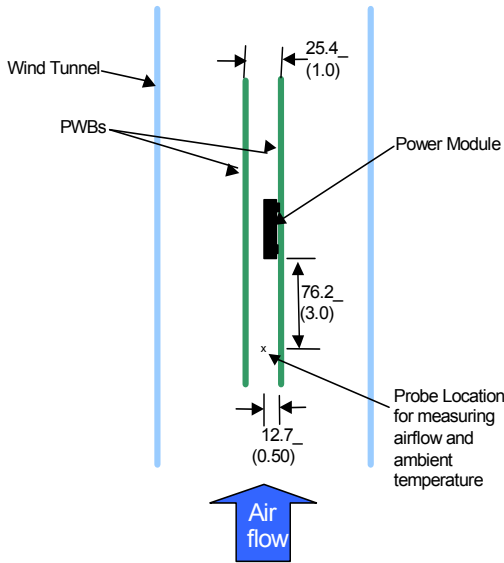 25.4_
(1.0)
Wind Tunnel
PWBs
Power Module
76.2_
(3.0)
x
Probe Location
for measuring
airflow and
ambient
temperature
12.7_
(0.50)
Air
flow